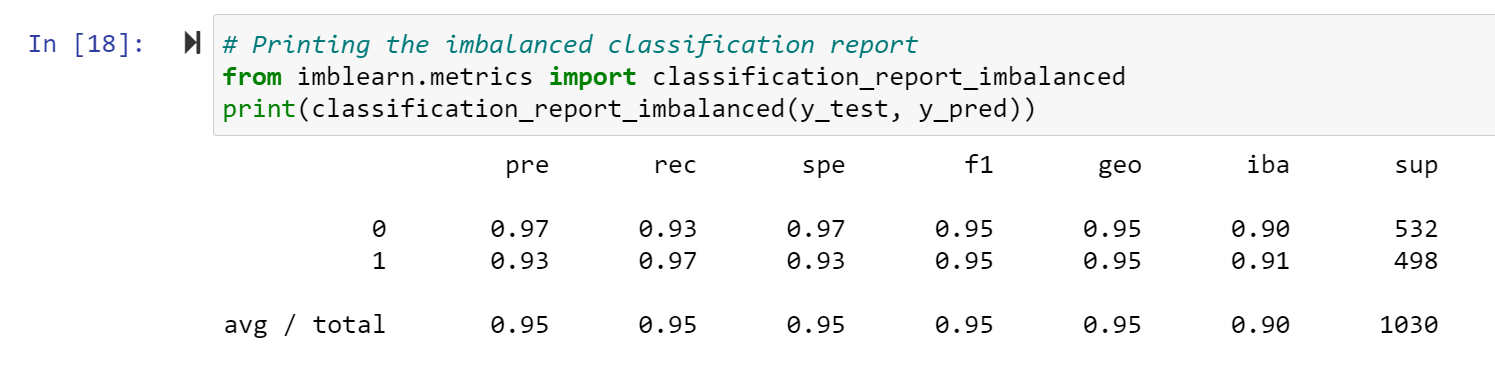 In [18]:
# Printing the imbalanced classification report
from imblearn.metrics import classification_report_imbalanced
print(classification_report_imbalanced(y_test, y_pred))
pre rec spe f1 geo iba sup
0 0.97 0.93 0.97 0.95 0.95 0.90 532
1 0.93 0.97 0.93 0.95 0.95 0.91 498
avg / total 0.95 0.95 0.95 0.95 0.95 0.90 1030